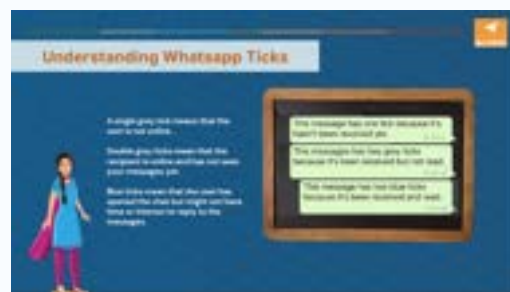 Understanding Whatsapp Ticks
A single grey tick means that the
user is not online.
Double grey ticks mean that the
recipient is online and has not seen
your messages yet.
Blue ticks mean that the user has
opened the chat but might not have
time or interest to reply to the
messages.
This message has one tick because it's
hasn't been received yet.
This message has two grey ticks
because it's been received but not read.
This message has two blue ticks
because it's been received and read.